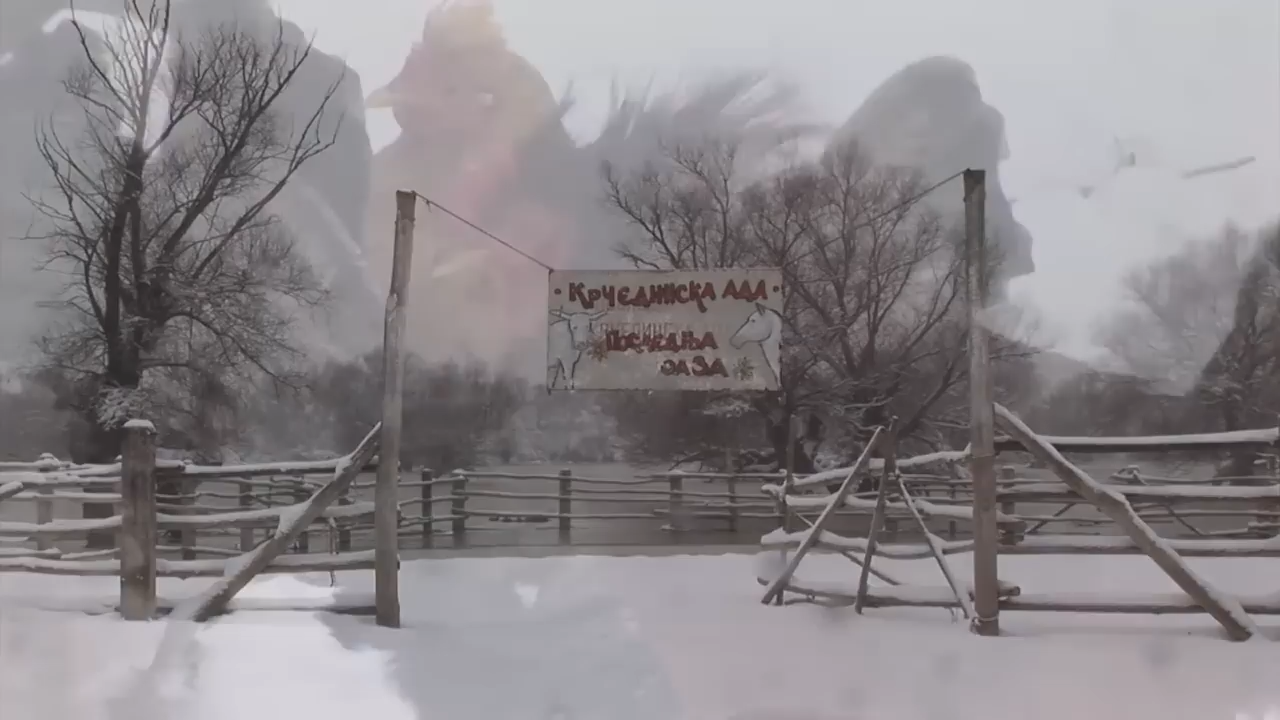 • Крчединска Ада •
Последња
оаза